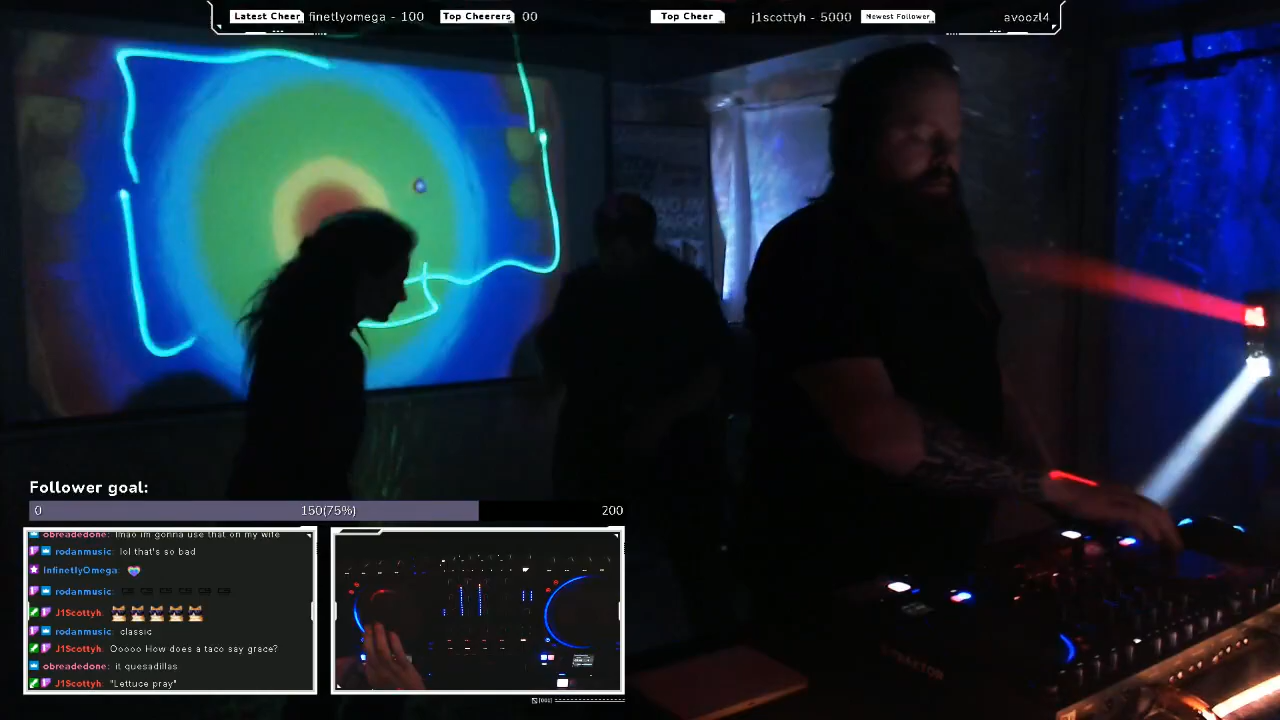 Latest Cheer finetlyomega - 100 Top Cheerers 00 Top Cheer j1scottyh - 5000 Newest Follower avoozl4
Follower goal:
0 150(75%) 200
obreadedone: lmao im gonna use that on my wife
rodanmusic: lol that's so bad
InfinetlyOmega:
rodanmusic:
J1Scottyh:
rodanmusic: classic
J1Scottyh: Ooooo How does a taco say grace?
obreadedone: it quesadillas
J1Scottyh: "Lettuce pray"